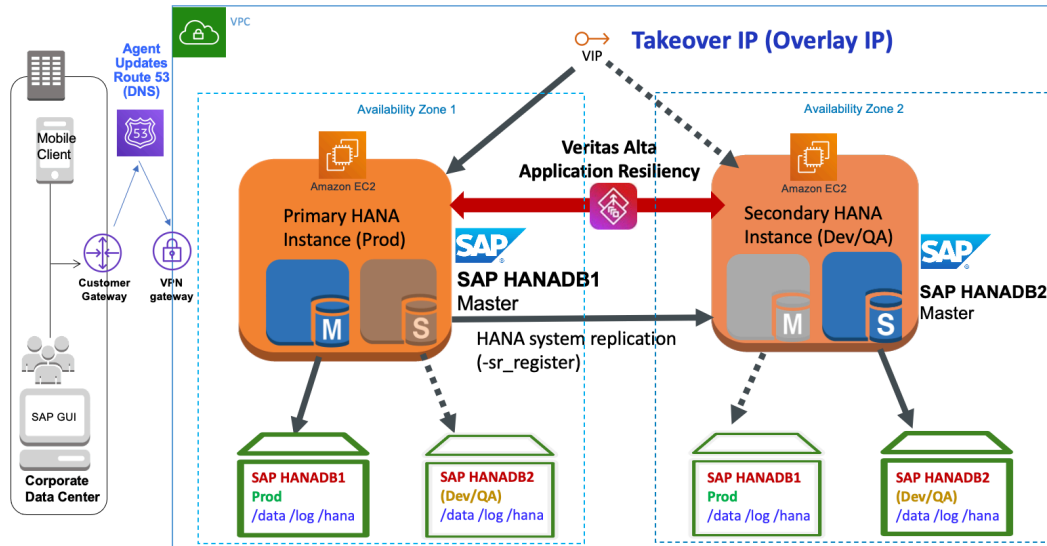 VPC
Agent
Updates
Route 53
(DNS)
53
Mobile
Client
Customer
Gateway
VPN
gateway
SAP GUI
Corporate
Data Center
VIP
Takeover IP (Overlay IP)
Availability Zone 1
Availability Zone 2
Amazon EC2
Primary HANA
Instance (Prod)
M
S
SAP
®
SAP HANADB1
Master
Veritas Alta
Application Resiliency
HANA system replication
(-sr_register)
Amazon EC2
Secondary HANA
Instance (Dev/QA)
M
S
SAP
®
SAP HANADB2
Master
SAP HANADB1
Prod
/data /log /hana
SAP HANADB2
(Dev/QA)
/data /log /hana
SAP HANADB1
Prod
/data /log /hana
SAP HANADB2
(Dev/QA)
/data /log /hana